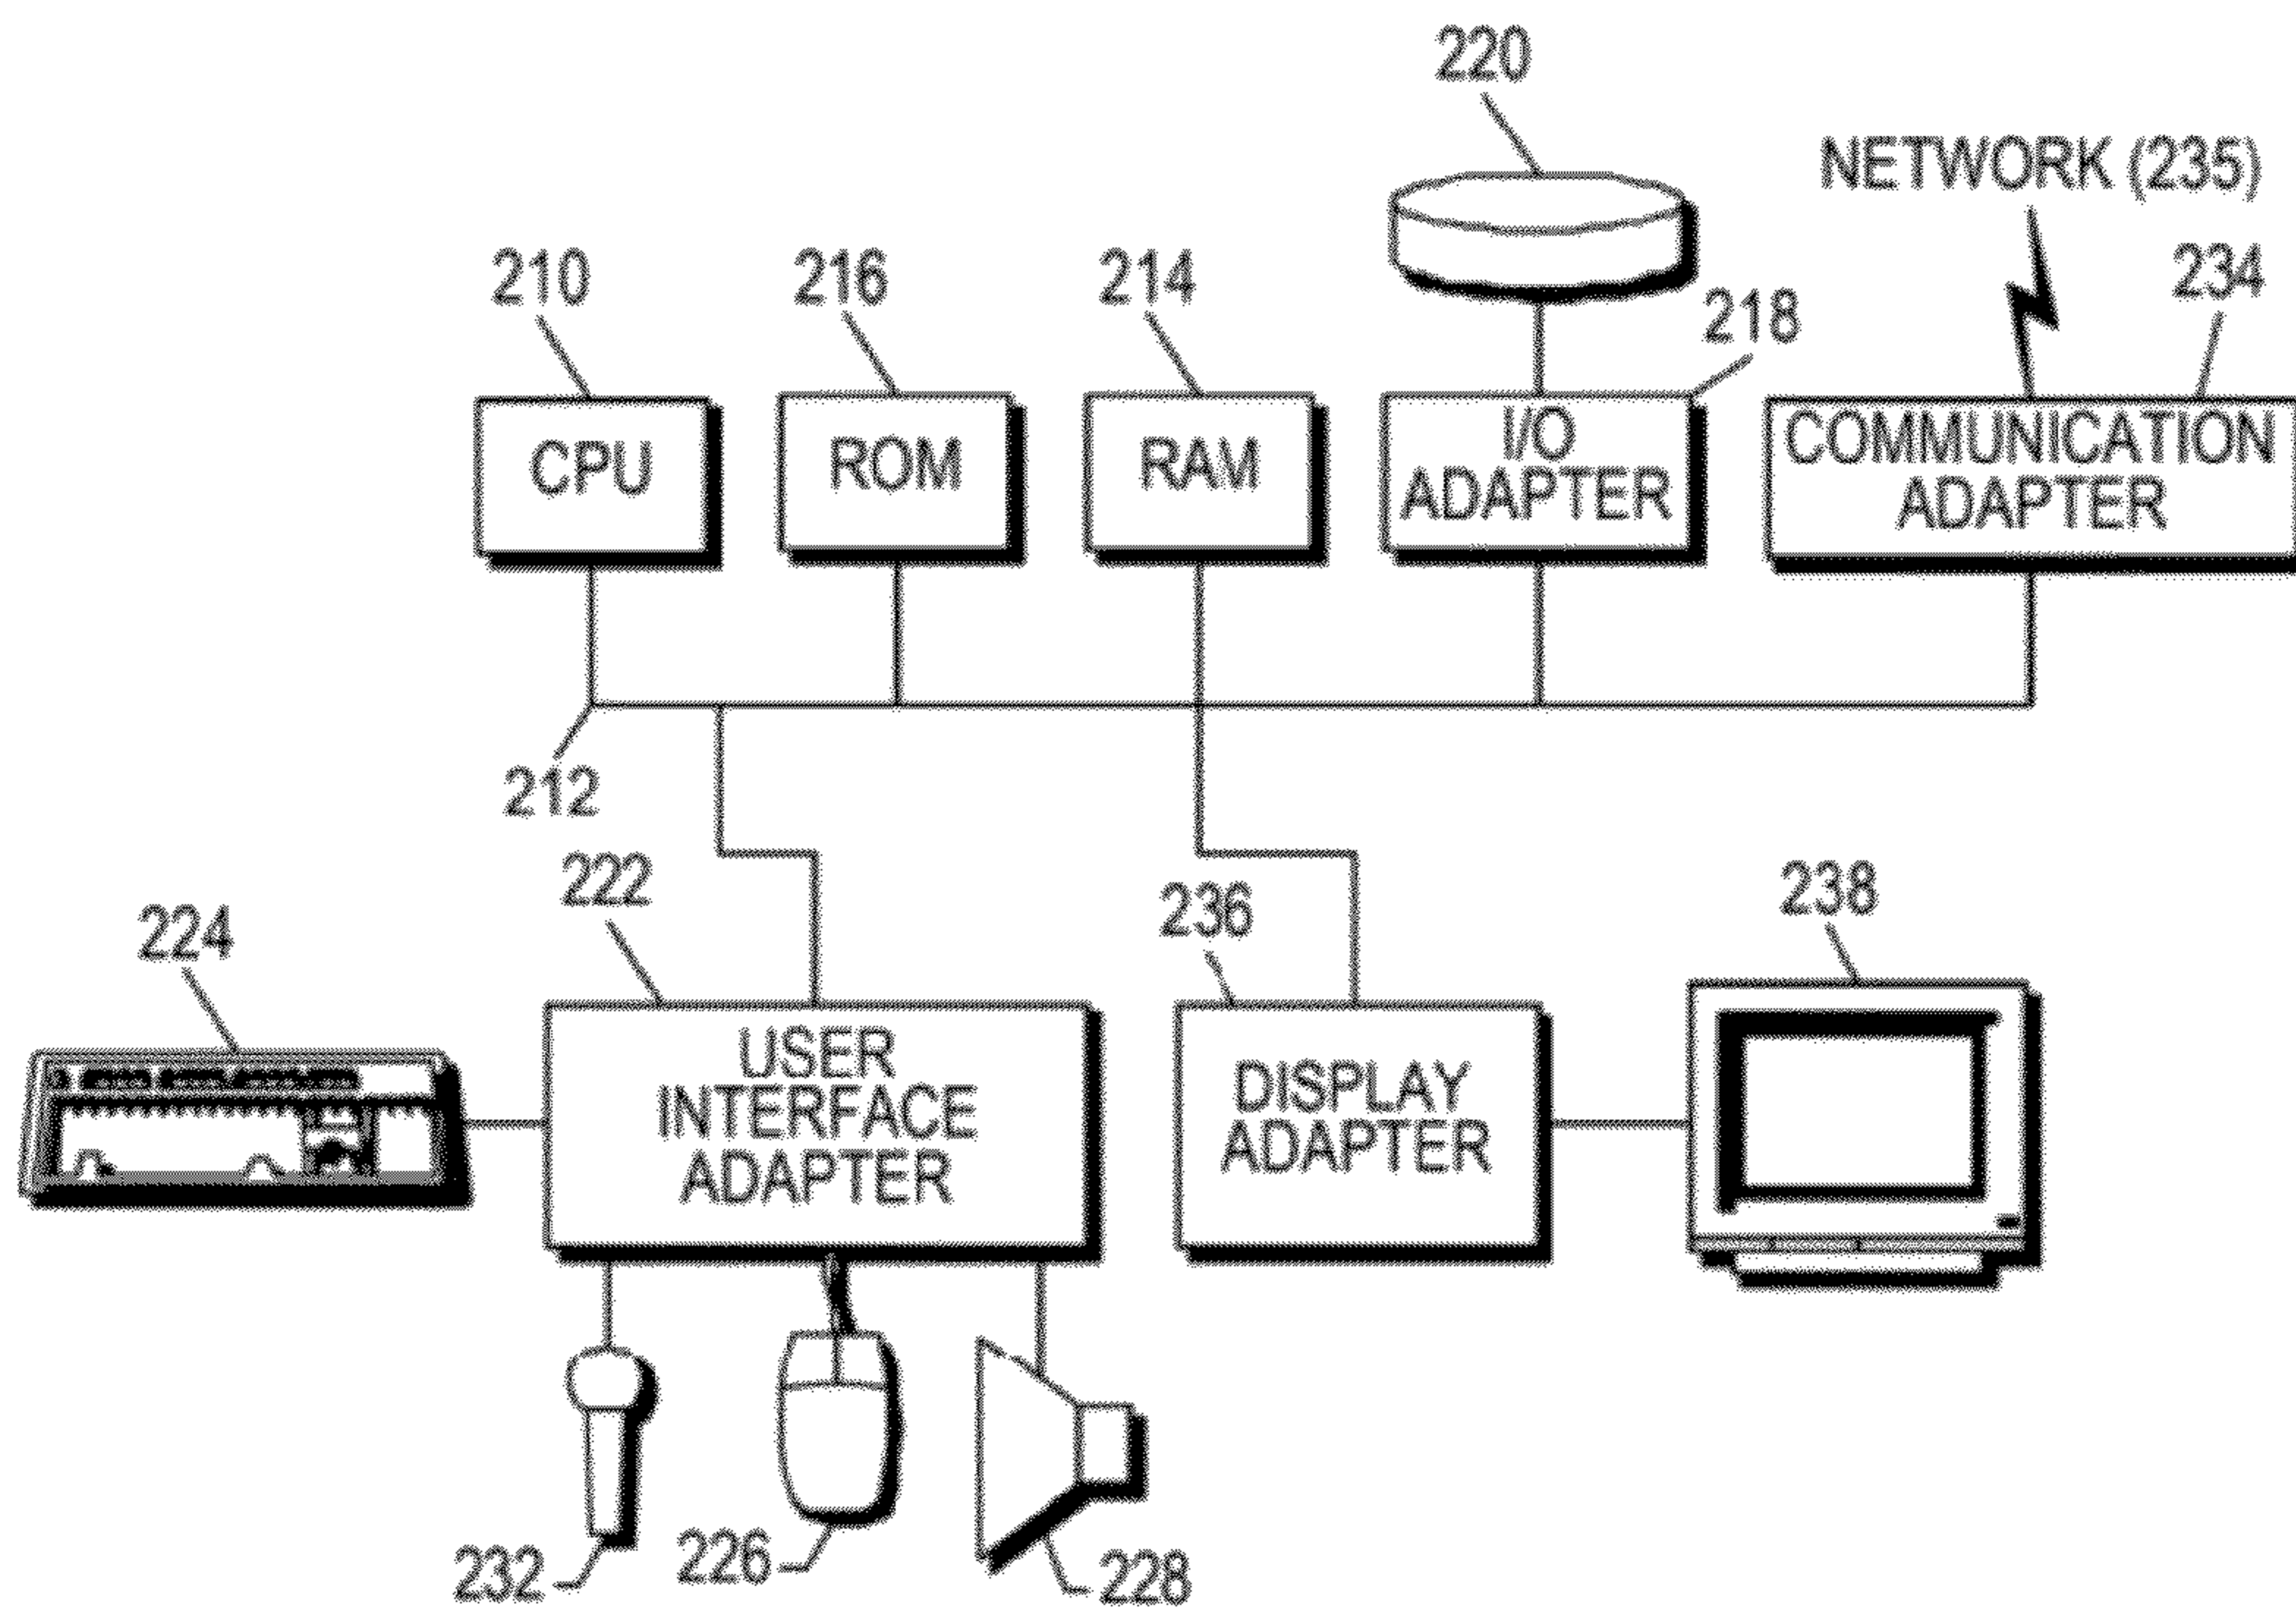 220
NETWORK (235)
210
216
214
218
234
CPU
ROM
RAM
I/O
ADAPTER
COMMUNICATION
ADAPTER
212
222
224
236
238
USER
INTERFACE
ADAPTER
DISPLAY
ADAPTER
232
226
228